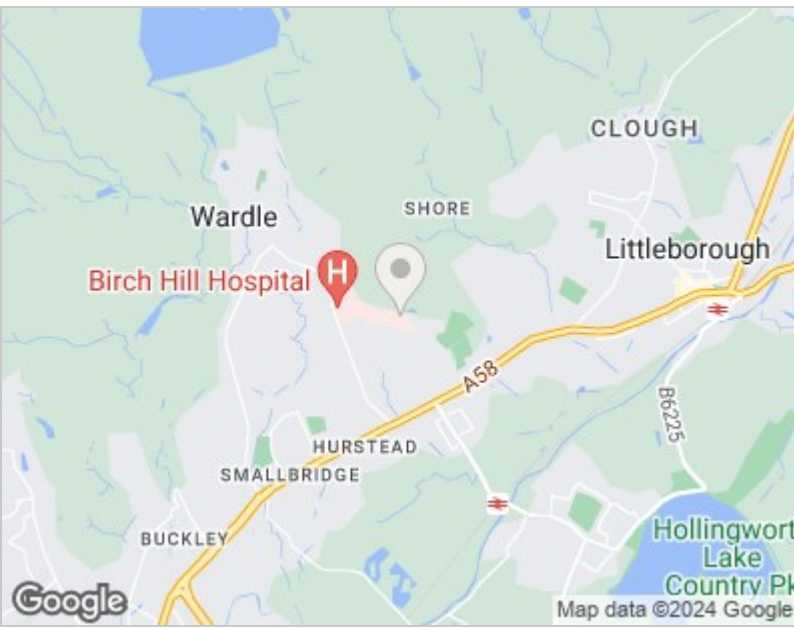 CLOUGH
Wardle
SHORE
Littleborough
Birch Hill Hospital
H
A58
B6225
HURSTEAD
SMALLBRIDGE
BUCKLEY
Hollingwort
Lake
Country Pk
Google
Map data ©2024 Google